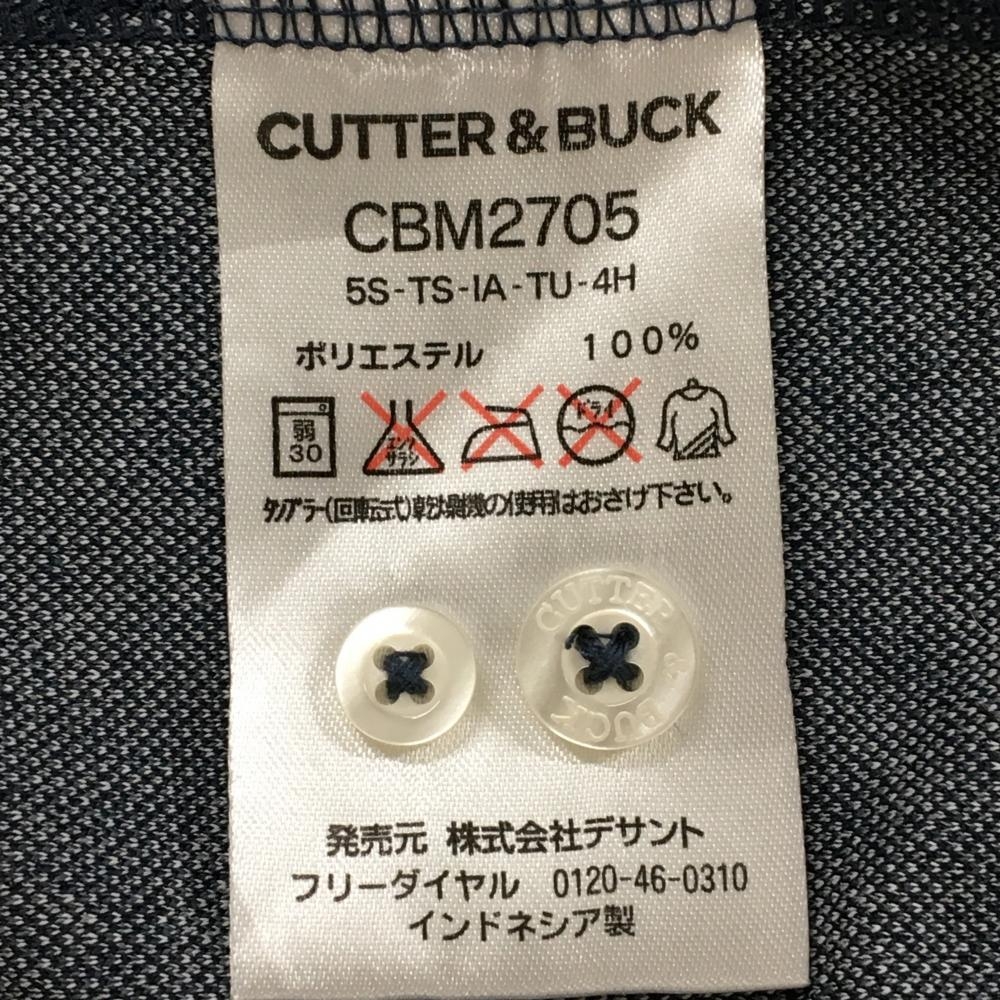 CUTTER & BUCK
CBM2705
5S-TS-IA-TU-4H
ポリエステル 100%
弱
30
エンソ
サラシ
ドライ
タンブラー(回転式)乾燥機の使用はおさけ下さい。
CUTTER & BUCK
発売元 株式会社デサント
フリーダイヤル 0120-46-0310
インドネシア製